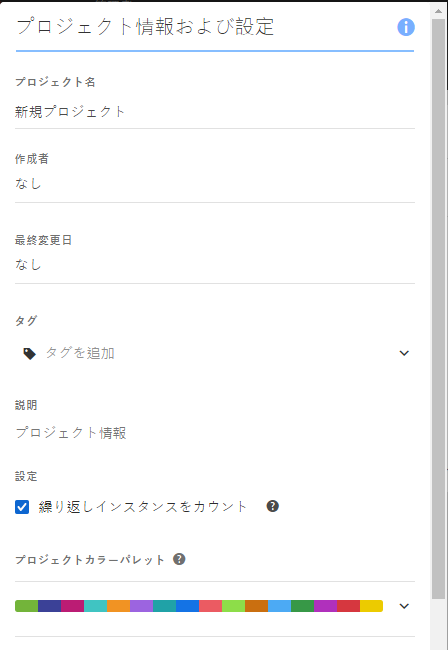 プロジェクト情報および設定
プロジェクト名
新規プロジェクト
作成者
なし
最終変更日
なし
タグ
タグを追加
説明
プロジェクト情報
設定
繰り返しインスタンスをカウント
プロジェクトカラーパレット